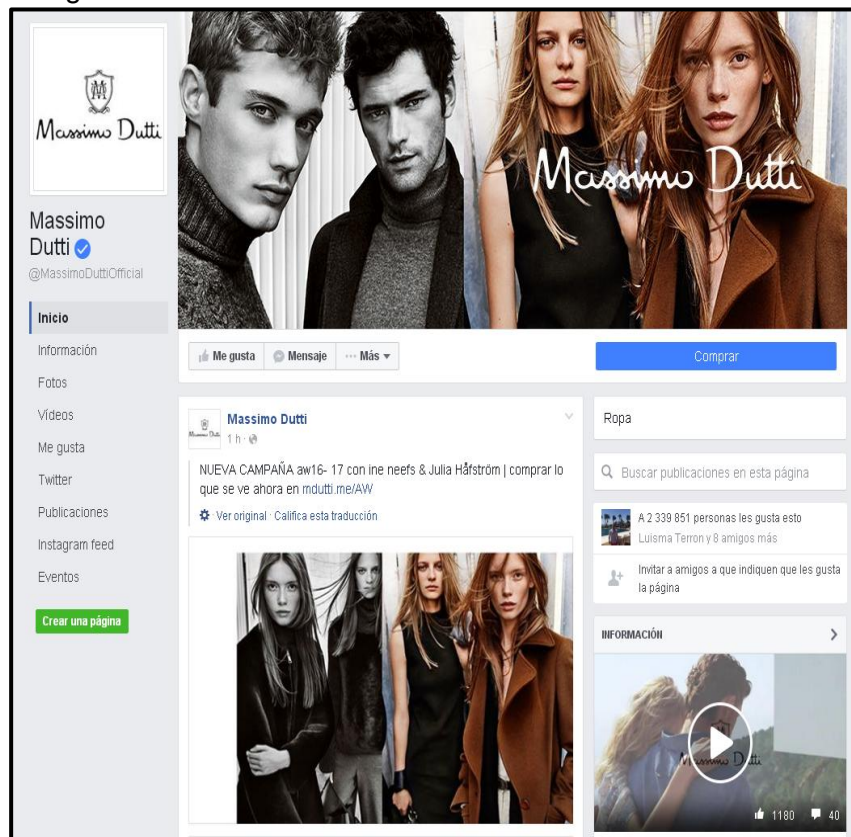 Massimo Dutti
Massimo Dutti
Massimo
Dutti
@MassimoDuttiOfficial
Inicio
Información
Fotos
Vídeos
Me gusta
Twitter
Publicaciones
Instagram feed
Eventos
Crear una página
Me gusta
Mensaje
Más
Comprar
Massimo Dutti
Massimo Dutti
1 h
NUEVA CAMPAÑA aw16- 17 con ine neefs & Julia Håfström | comprar lo
que se ve ahora en mdutti.me/AW
Ver original · Califica esta traducción
Ropa
Buscar publicaciones en esta página
A 2 339 851 personas les gusta esto
Luisma Terron y 8 amigos más
Invitar a amigos a que indiquen que les gusta
la página
INFORMACIÓN
Massimo Dutti
1180
40